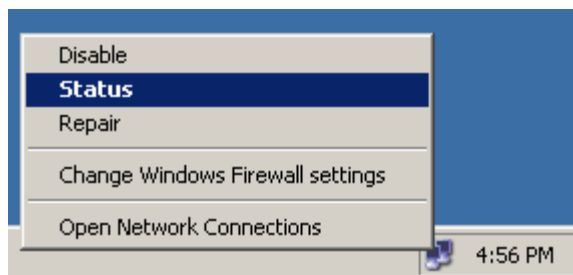 Disable
Status
Repair
Change Windows Firewall settings
Open Network Connections
4:56 PM